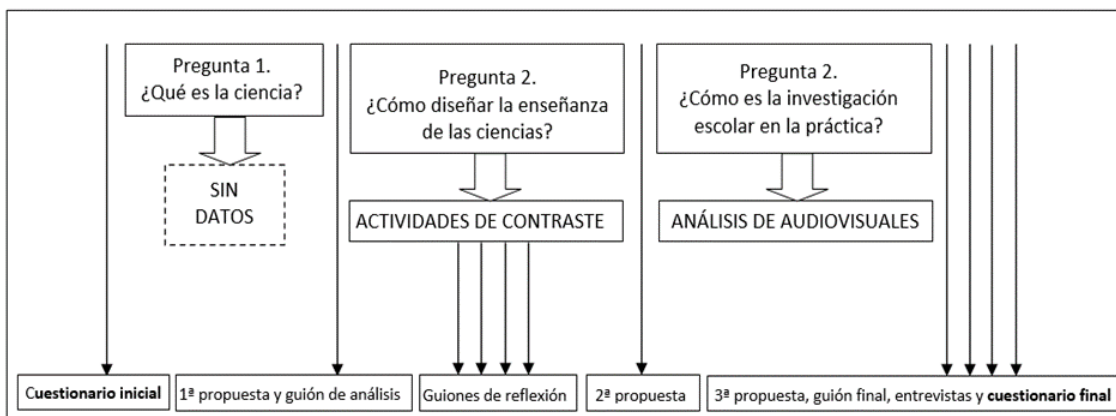 Pregunta 1.
¿Qué es la ciencia?
Pregunta 2.
¿Cómo diseñar la enseñanza
de las ciencias?
Pregunta 2.
¿Cómo es la investigación
escolar en la práctica?
SIN
DATOS
ACTIVIDADES DE CONTRASTE
ANÁLISIS DE AUDIOVISUALES
Cuestionario inicial
1ª propuesta y guión de análisis
Guiones de reflexión
2ª propuesta
3ª propuesta, guión final, entrevistas y cuestionario final